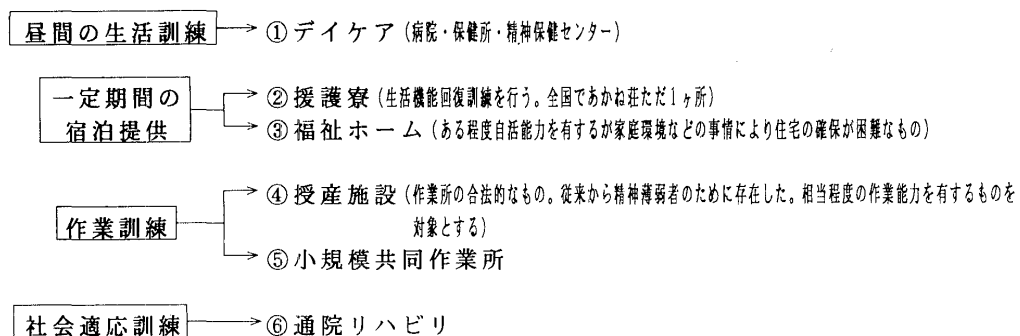 昼間の生活訓練 → ①デイケア（病院・保健所・精神保健センター）
一定期間の
宿泊提供
→ ②援護寮（生活機能回復訓練を行う。全国であかね荘ただ1ヶ所）
→ ③福祉ホーム（ある程度自活能力を有するが家庭環境などの事情により住宅の確保が困難なもの）
作業訓練
→ ④授産施設（作業所の合法的なもの。従来から精神薄弱者のために存在した。相当程度の作業能力を有するものを
対象とする）
→ ⑤小規模共同作業所
社会適応訓練 → ⑥通院リハビリ